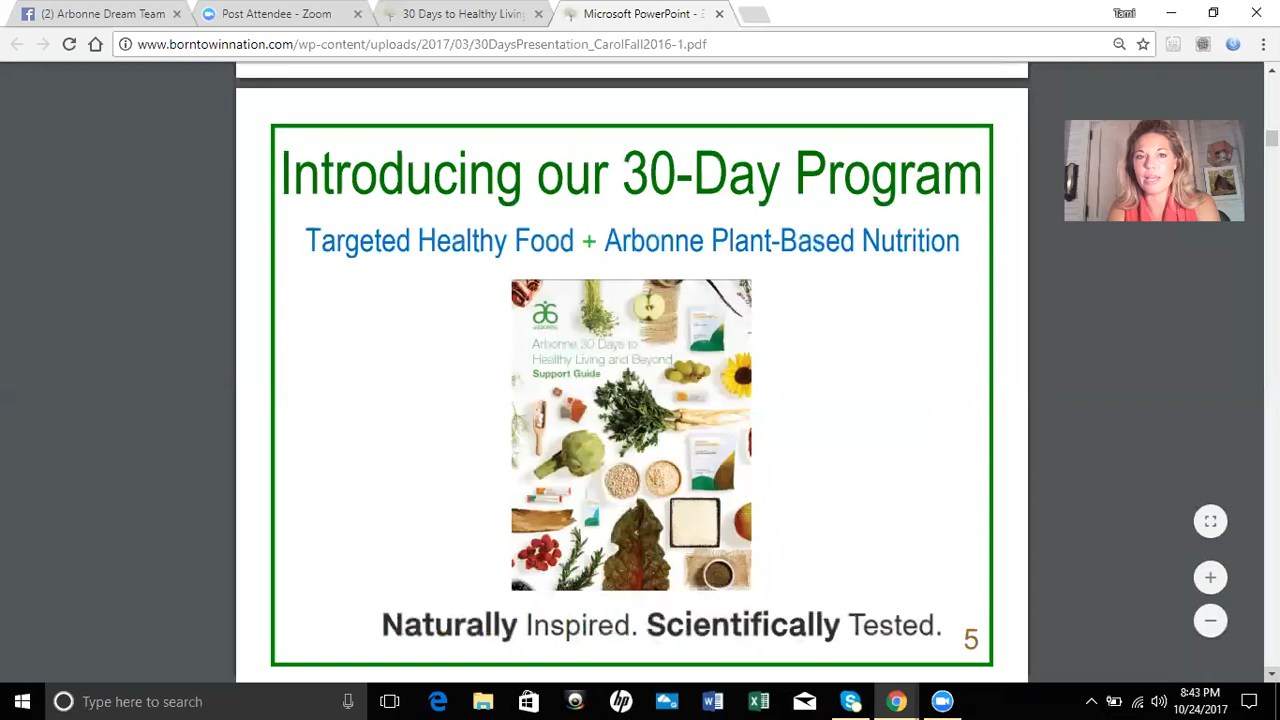 (2) Arbonne Dream Team
Post Attendee - Zoom
30 Days to Healthy Living
Microsoft PowerPoint - 3
Tami
www.borntowinnation.com/wp-content/uploads/2017/03/30DaysPresentation_CarolFall2016-1.pdf
Introducing our 30-Day Program
Targeted Healthy Food + Arbonne Plant-Based Nutrition
ARBONNE
Arbonne 30 Days to
Healthy Living and Beyond
Support Guide
Naturally Inspired. Scientifically Tested.
5
Type here to search
8:43 PM
10/24/2017